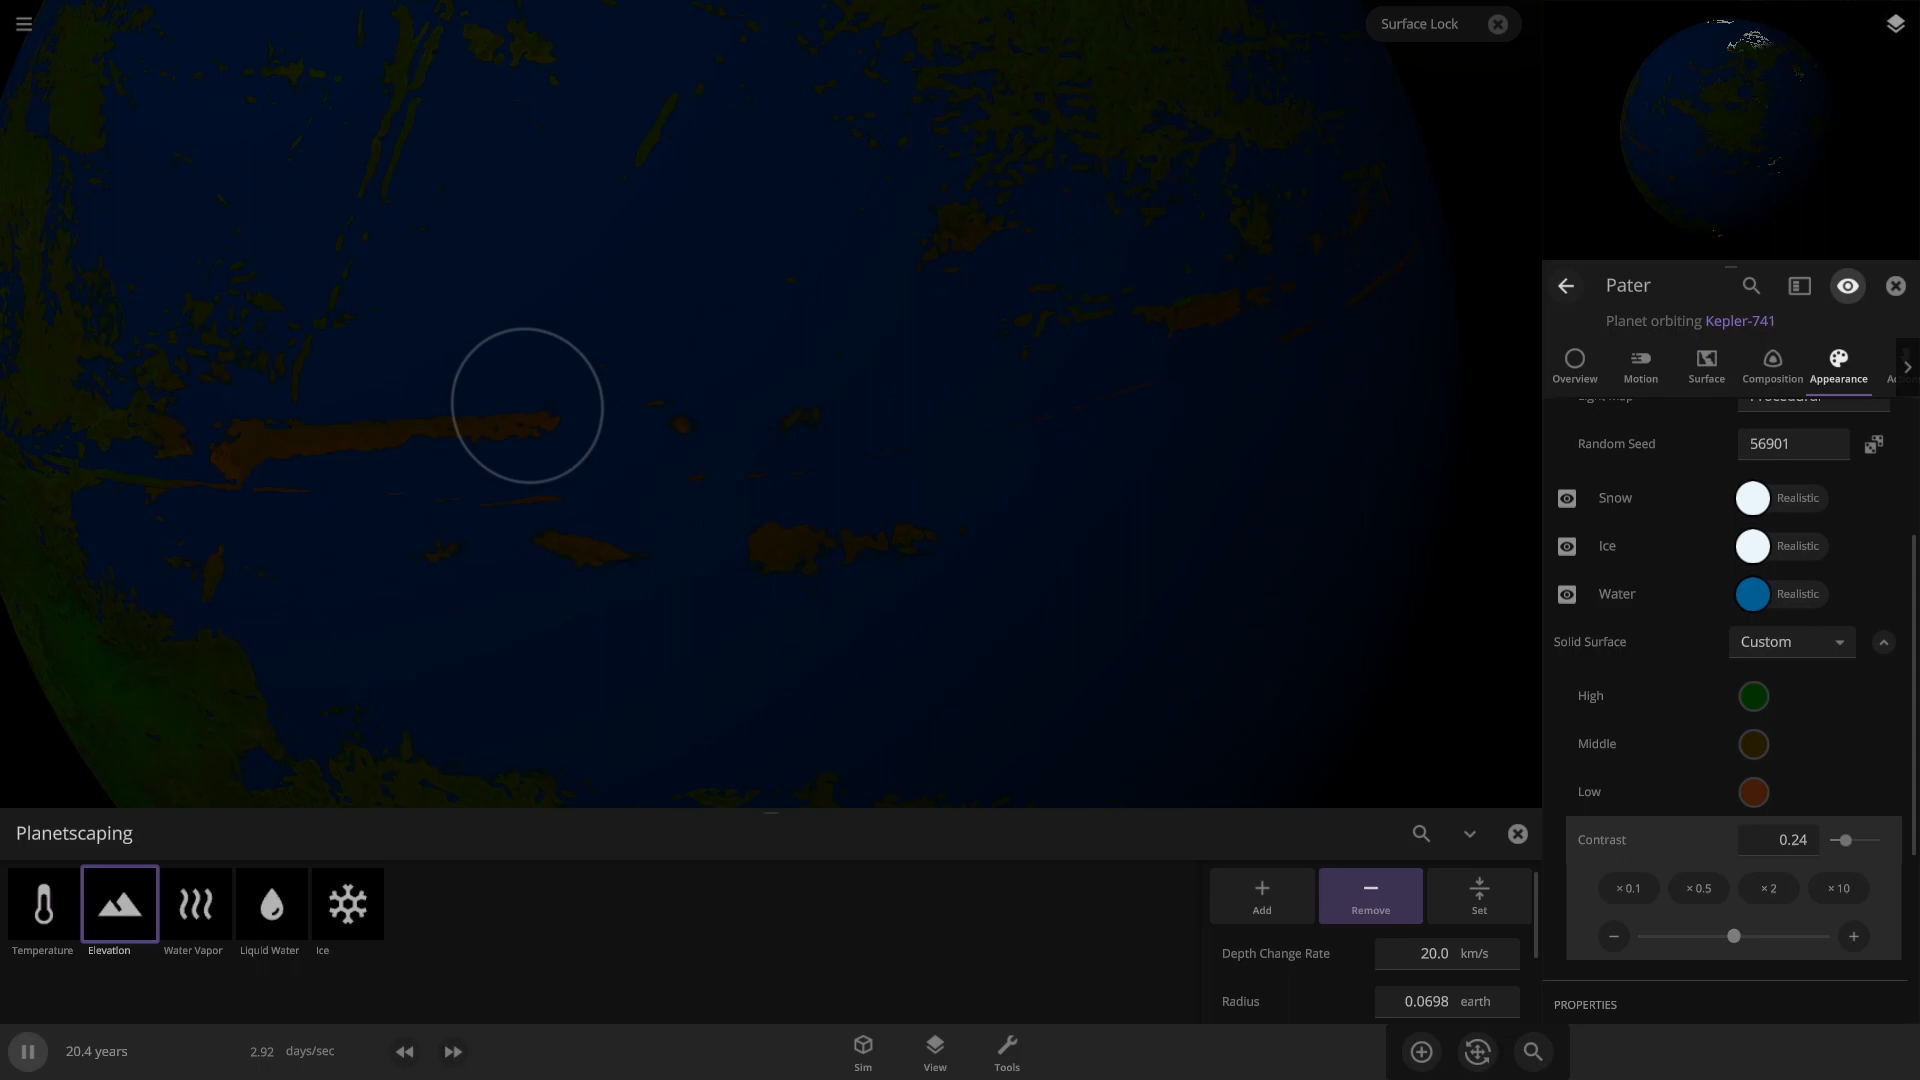 Surface Lock
Pater
Planet orbiting Kepler-741
Overview
Motion
Surface
Composition
Appearance
Random Seed
56901
Snow
Realistic
Ice
Realistic
Water
Realistic
Solid Surface
Custom
High
Middle
Low
Contrast
0.24
× 0.1
× 0.5
× 2
× 10
PROPERTIES
Planetscaping
Temperature
Elevation
Water Vapor
Liquid Water
Ice
Add
Remove
Set
Depth Change Rate
20.0 km/s
Radius
0.0698 earth
20.4 years
2.92 days/sec
Sim
View
Tools